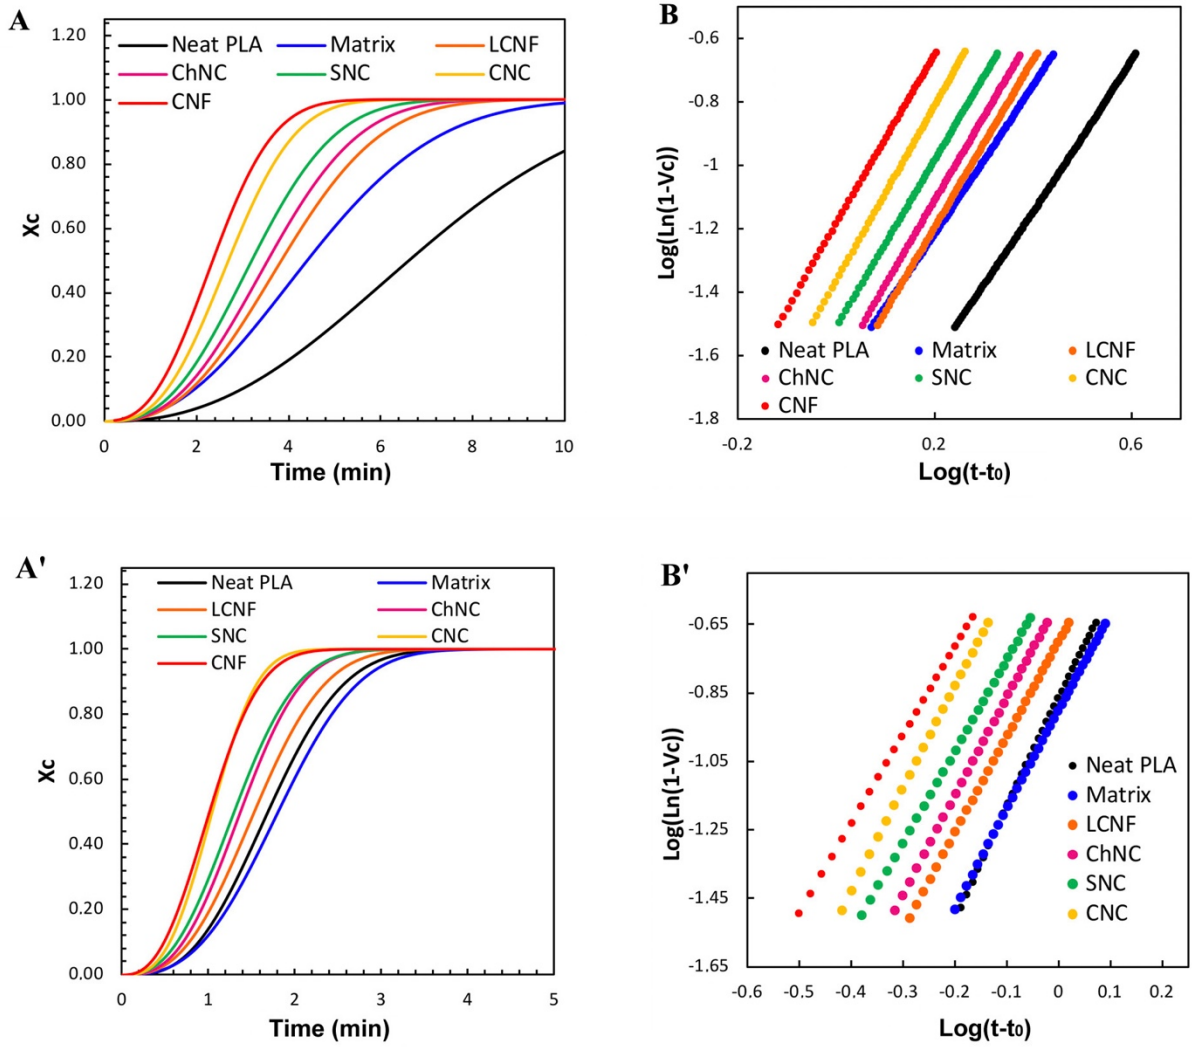 A
1.20
1.00
0.80
0.60
0.40
0.20
0.00
Xc
Neat PLA Matrix LCNF
ChNC SNC CNC
CNF
0 2 4 6 8 10
Time (min)
B
-0.6
-0.8
-1
-1.2
-1.4
-1.6
-1.8
Log(Ln(1-Vc))
Neat PLA Matrix LCNF
ChNC SNC CNC
CNF
-0.2 0.2 0.6
Log(t-t0)
A'
1.20
1.00
0.80
0.60
0.40
0.20
0.00
Xc
Neat PLA Matrix
LCNF ChNC
SNC CNC
CNF
0 1 2 3 4 5
Time (min)
B'
-0.65
-0.85
-1.05
-1.25
-1.45
-1.65
Log(Ln(1-Vc))
Neat PLA
Matrix
LCNF
ChNC
SNC
CNC
-0.6 -0.5 -0.4 -0.3 -0.2 -0.1 0 0.1 0.2
Log(t-t0)